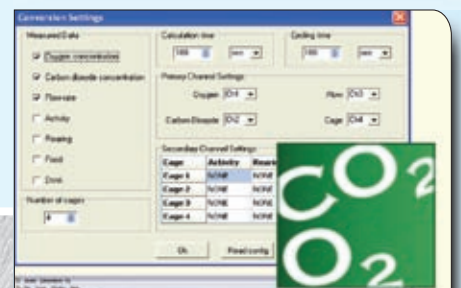 Conversion Settings
Measured Data
Oxygen concentration
Carbon dioxide concentration
Flow-rate
Activity
Rearing
Food
Drink
Number of cages
4
Calculation time
Cycling time
Primary Channel Settings
Oxygen Ch1
Flow Ch3
Carbon Dioxide Ch2
Cage Ch4
Secondary Channel Settings
Cage Activity
Cage 1 NONE NONE
Cage 2 NONE NONE
Cage 3 NONE NONE
Cage 4 NONE NONE
Ok
Read config
CO2
O2